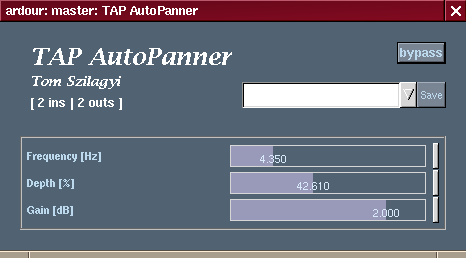 ardour: master: TAP AutoPanner
TAP AutoPanner
bypass
Tom Szilagyi
[ 2 ins | 2 outs ]
Save
Frequency [Hz]
4.350
Depth [%]
42.610
Gain [dB]
2.000